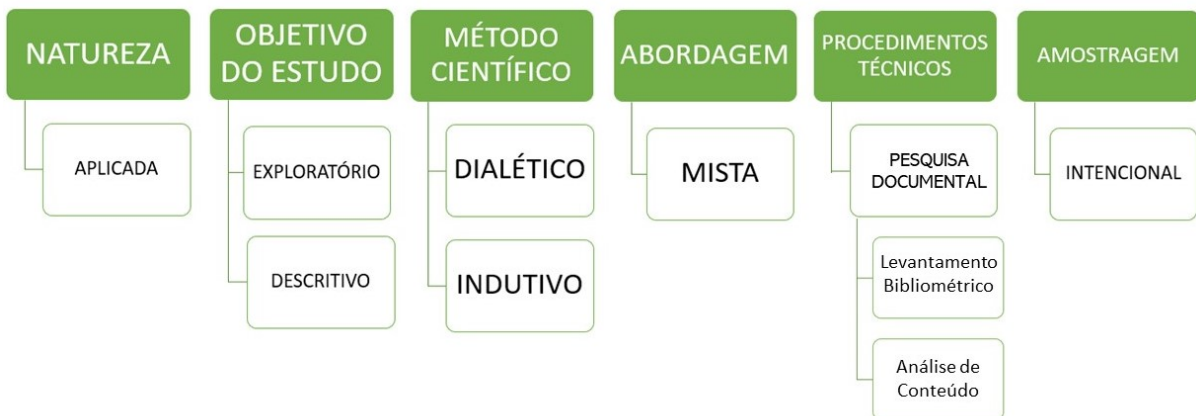 NATUREZA
APLICADA
OBJETIVO
DO ESTUDO
EXPLORATÓRIO
DESCRITIVO
MÉTODO
CIENTÍFICO
DIALÉTICO
INDUTIVO
ABORDAGEM
MISTA
PROCEDIMENTOS
TÉCNICOS
PESQUISA
DOCUMENTAL
Levantamento
Bibliométrico
Análise de
Conteúdo
AMOSTRAGEM
INTENCIONAL